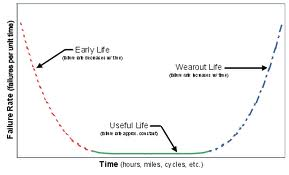 Failure Rate (failures per unit time)
Early Life
(failure rate decreases w/ time)
Wearout Life
(failure rate increases w/ time)
Useful Life
(failure rate approx. constant)
Time (hours, miles, cycles, etc.)